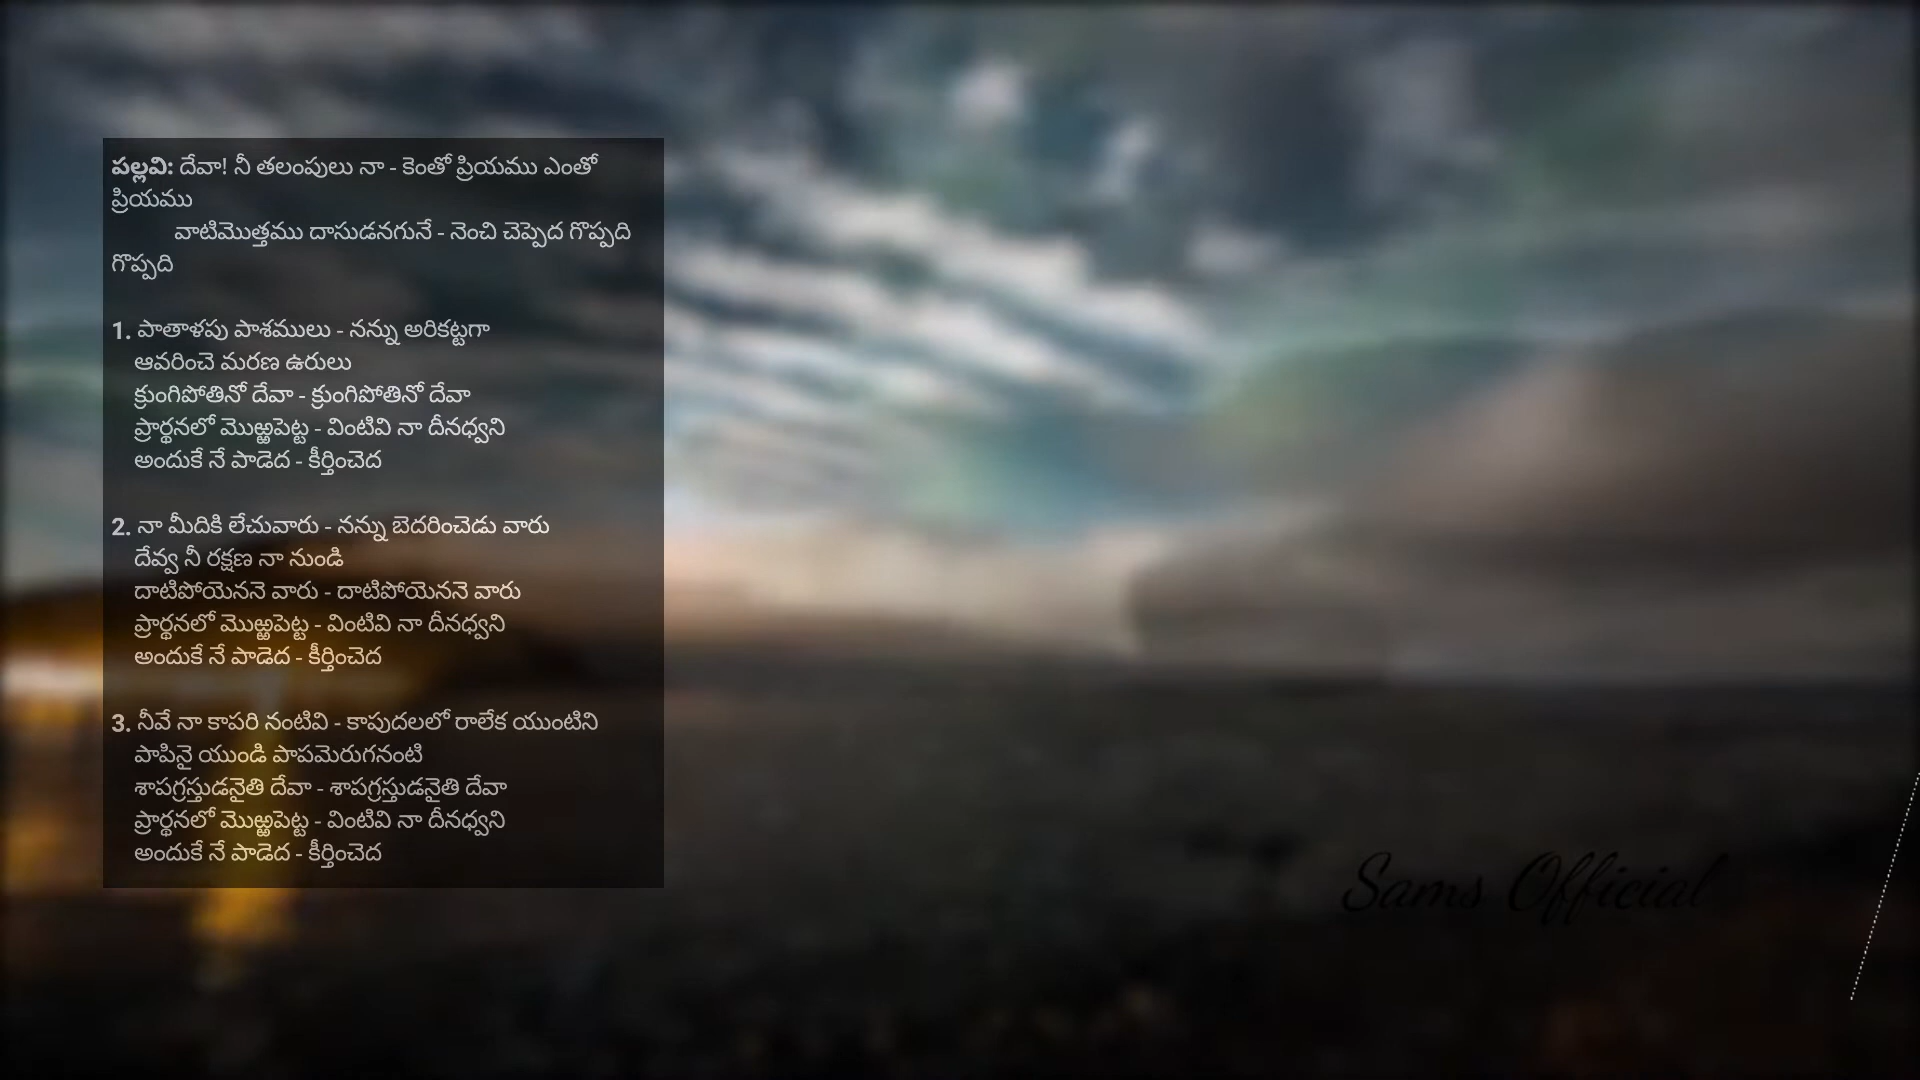 పల్లవి: దేవా! నీ తలంపులు నా - కెంతో ప్రియము ఎంతో
ప్రియము
వాటిమొత్తము దాసుడనగునే - నెంచి చెప్పెద గొప్పది
గొప్పది
1. పాతాళపు పాశములు - నన్ను అరికట్టగా
ఆవరించె మరణ ఉరులు
క్రుంగిపోతినో దేవా - క్రుంగిపోతినో దేవా
ప్రార్థనలో మొఱ్ఱపెట్ట - వింటివి నా దీనధ్వని
అందుకే నే పాడెద - కీర్తించెద
2. నా మీదికి లేచువారు - నన్ను బెదరించెడు వారు
దేవ్వ నీ రక్షణ నా నుండి
దాటిపోయెననె వారు - దాటిపోయెననె వారు
ప్రార్థనలో మొఱ్ఱపెట్ట - వింటివి నా దీనధ్వని
అందుకే నే పాడెద - కీర్తించెద
3. నీవే నా కాపరి నంటివి - కాపుదలలో రాలేక యుంటిని
పాపినై యుండి పాపమెరుగనంటి
శాపగ్రస్తుడనైతి దేవా - శాపగ్రస్తుడనైతి దేవా
ప్రార్థనలో మొఱ్ఱపెట్ట - వింటివి నా దీనధ్వని
అందుకే నే పాడెద - కీర్తించెద
Sams Official